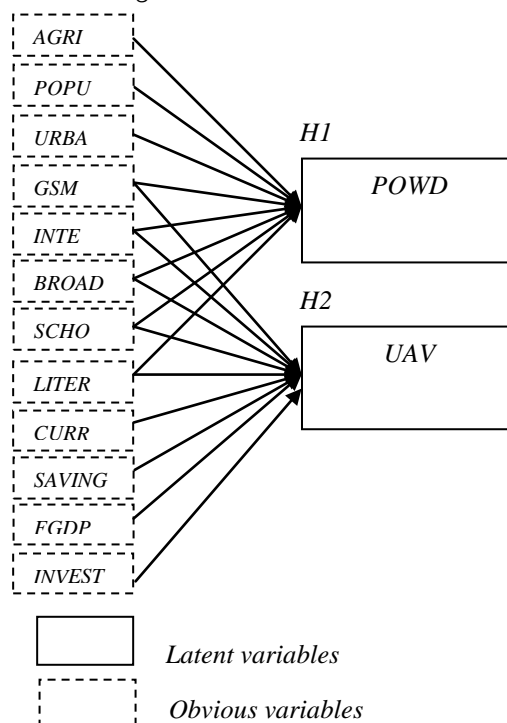 AGRI
POPU
URBA
GSM
INTE
BROAD
SCHO
LITER
CURR
SAVING
FGDP
INVEST
H1
POWD
H2
UAV
Latent variables
Obvious variables